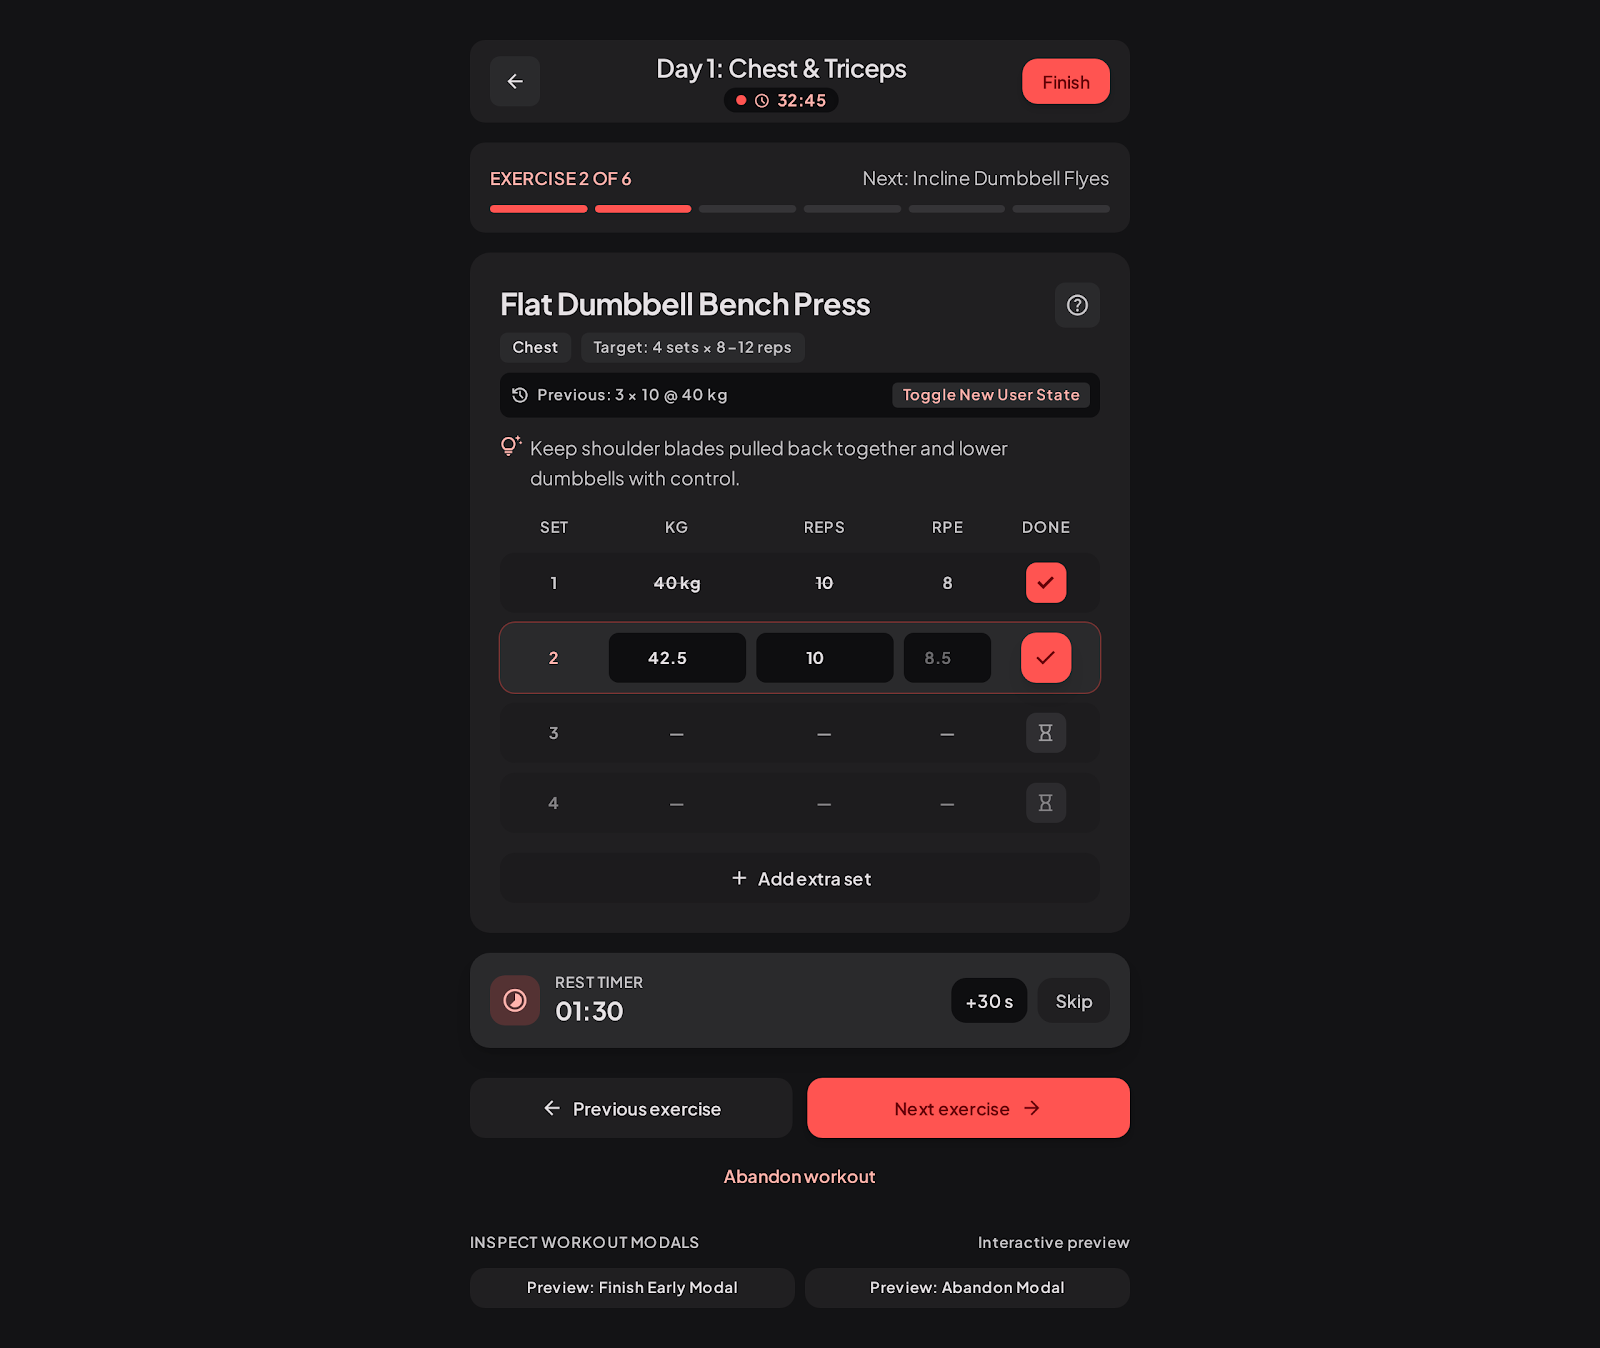 Day 1: Chest & Triceps
32:45
Finish
EXERCISE 2 OF 6
Next: Incline Dumbbell Flyes
Flat Dumbbell Bench Press
Chest
Target: 4 sets × 8–12 reps
Previous: 3 × 10 @ 40 kg
Toggle New User State
Keep shoulder blades pulled back together and lower
dumbbells with control.
SET KG REPS RPE DONE
1 40 kg 10 8
2 42.5 10 8.5
3 — — —
4 — — —
Add extra set
REST TIMER
01:30
+30 s
Skip
Previous exercise
Next exercise
Abandon workout
INSPECT WORKOUT MODALS
Interactive preview
Preview: Finish Early Modal
Preview: Abandon Modal